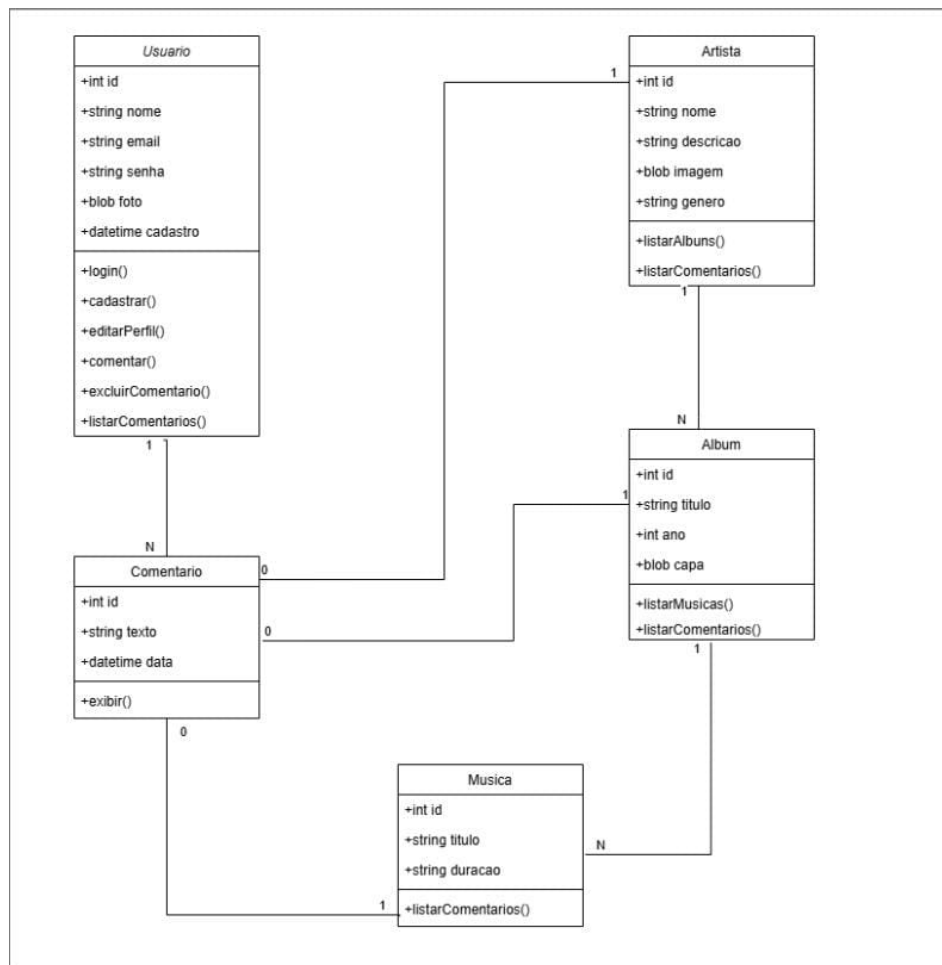 Usuario
+int id
+string nome
+string email
+string senha
+blob foto
+datetime cadastro
+login()
+cadastrar()
+editarPerfil()
+comentar()
+excluirComentario()
+listarComentarios()
1
N
Artista
+int id
+string nome
+string descricao
+blob imagem
+string genero
+listarAlbuns()
+listarComentarios()
1
1
N
Album
+int id
+string titulo
+int ano
+blob capa
+listarMusicas()
+listarComentarios()
1
1
Comentario
+int id
+string texto
+datetime data
+exibir()
0
0
0
Musica
+int id
+string titulo
+string duracao
+listarComentarios()
N
1